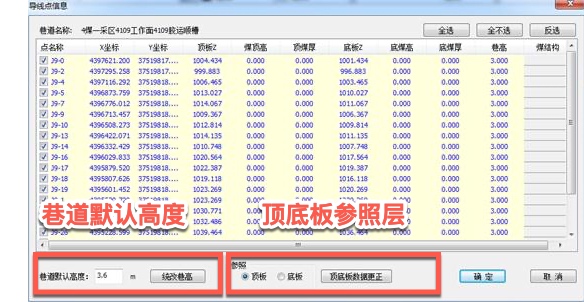 导线点信息
巷道名称: 4煤一采区4109工作面4109胶运顺槽 全选 全不选 反选
点名称 X坐标 Y坐标 顶板Z 煤顶高 顶煤厚 底板Z 底煤高 底煤厚 巷高 煤结构
J9-0 4397621.200 37519817.... 1004.434 0.000 0.000 1001.434 0.000 0.000 3.000
J9-2 4397295.258 37519817.... 999.883 0.000 0.000 996.883 0.000 0.000 3.000
J9-4 4397116.292 37519818.... 1006.465 0.000 0.000 1003.465 0.000 0.000 3.000
J9-5 4396873.759 37519818.... 1013.027 0.000 0.000 1010.027 0.000 0.000 3.000
J9-7 4396776.012 37519818.... 1014.067 0.000 0.000 1011.067 0.000 0.000 3.000
J9-9 4396713.457 37519818.... 1009.367 0.000 0.000 1006.367 0.000 0.000 3.000
J9-10 4396508.273 37519818.... 1012.814 0.000 0.000 1009.814 0.000 0.000 3.000
J9-13 4396422.071 37519818.... 1014.135 0.000 0.000 1011.135 0.000 0.000 3.000
J9-14 4396332.429 37519818.... 1010.748 0.000 0.000 1007.748 0.000 0.000 3.000
J9-16 4396029.833 37519818.... 1020.564 0.000 0.000 1017.564 0.000 0.000 3.000
J9-17 4395879.520 37519818.... 1022.387 0.000 0.000 1019.387 0.000 0.000 3.000
J9-18 4395807.626 37519818.... 1019.118 0.000 0.000 1016.118 0.000 0.000 3.000
J9-19 4395601.452 37519818.... 1023.269 0.000 0.000 1020.269 0.000 0.000 3.000
0.000 3.000
1030.771 0.000 3.000
1032.486 0.000 3.000
4395228.599 37519818.... 1039.464 0.000 0.000 1036.464 0.000 0.000 3.000
巷道默认高度 顶底板参照层
参照
巷道默认高度: 3.6 m 统改巷高 顶板 底板 顶底板数据更正 确定 取消